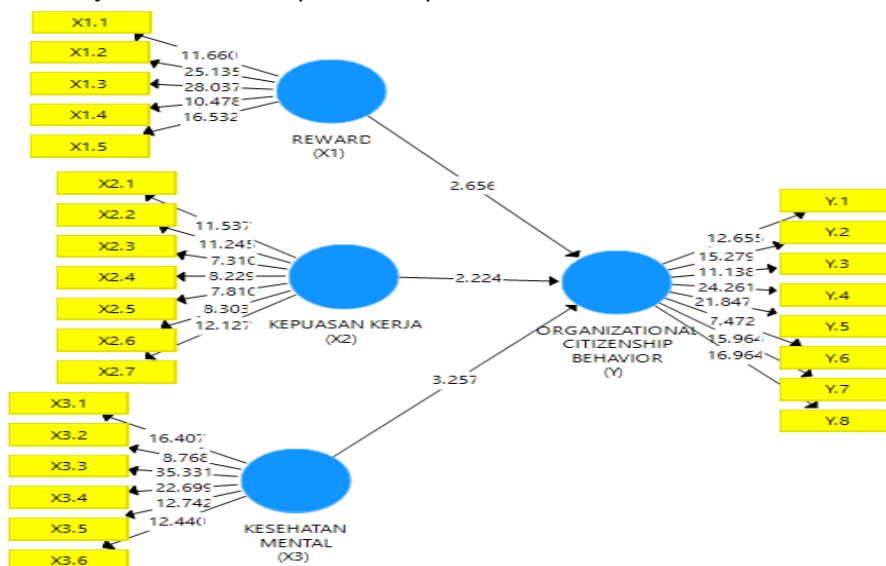 X1.1
X1.2
X1.3
X1.4
X1.5
11.660
25.135
28.037
10.478
16.532
REWARD
(X1)
2.656
X2.1
X2.2
X2.3
X2.4
X2.5
X2.6
X2.7
11.537
11.245
7.310
8.229
7.810
8.303
12.127
KEPUASAN KERJA
(X2)
2.224
X3.1
X3.2
X3.3
X3.4
X3.5
X3.6
16.407
8.768
35.331
22.699
12.742
12.440
KESEHATAN
MENTAL
(X3)
3.257
ORGANIZATIONAL
CITIZENSHIP
BEHAVIOR
(Y)
12.655
15.279
11.138
24.261
21.847
7.472
15.964
16.964
Y.1
Y.2
Y.3
Y.4
Y.5
Y.6
Y.7
Y.8